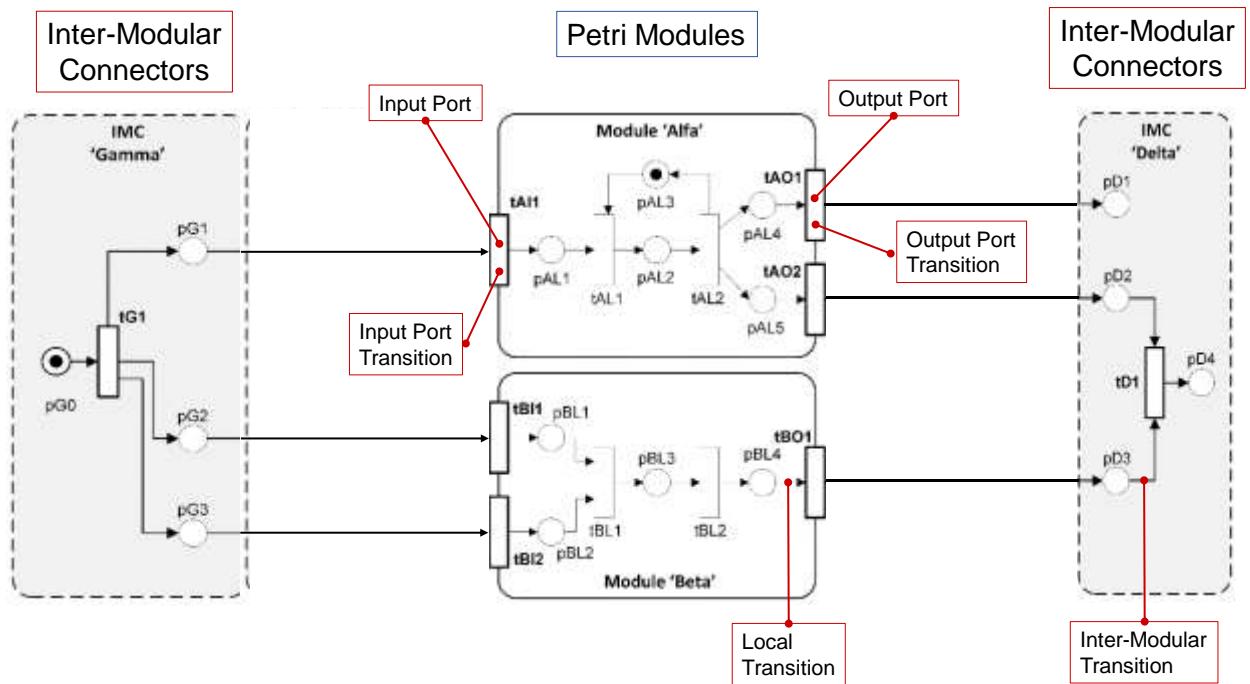 Inter-Modular
Connectors
Petri Modules
Inter-Modular
Connectors
Input Port
Output Port
IMC
'Gamma'
Module 'Alfa'
IMC
'Delta'
tAO1
pD1
tAI1
pAL3
pG1
pAL4
Output Port
Transition
pAL1
pAL2
tAO2
pD2
tAL1
tAL2
tG1
pAL5
Input Port
Transition
pD4
tD1
pG0
tBI1
pBL1
pG2
tBO1
pBL3
pBL4
pD3
pG3
tBL1
tBL2
tBI2
pBL2
Module 'Beta'
Local
Transition
Inter-Modular
Transition